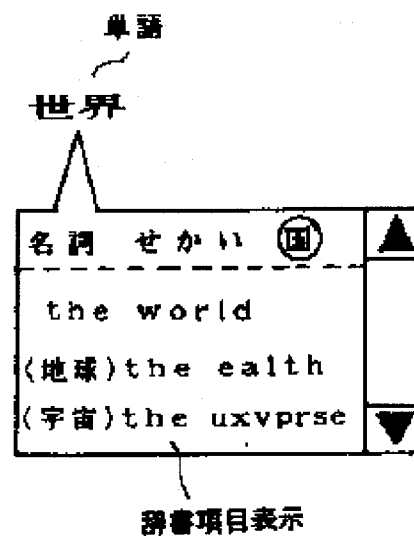 単語
世界
名詞 せかい 国
the world
(地球)the ealth
(宇宙)the uxvprse
辞書項目表示